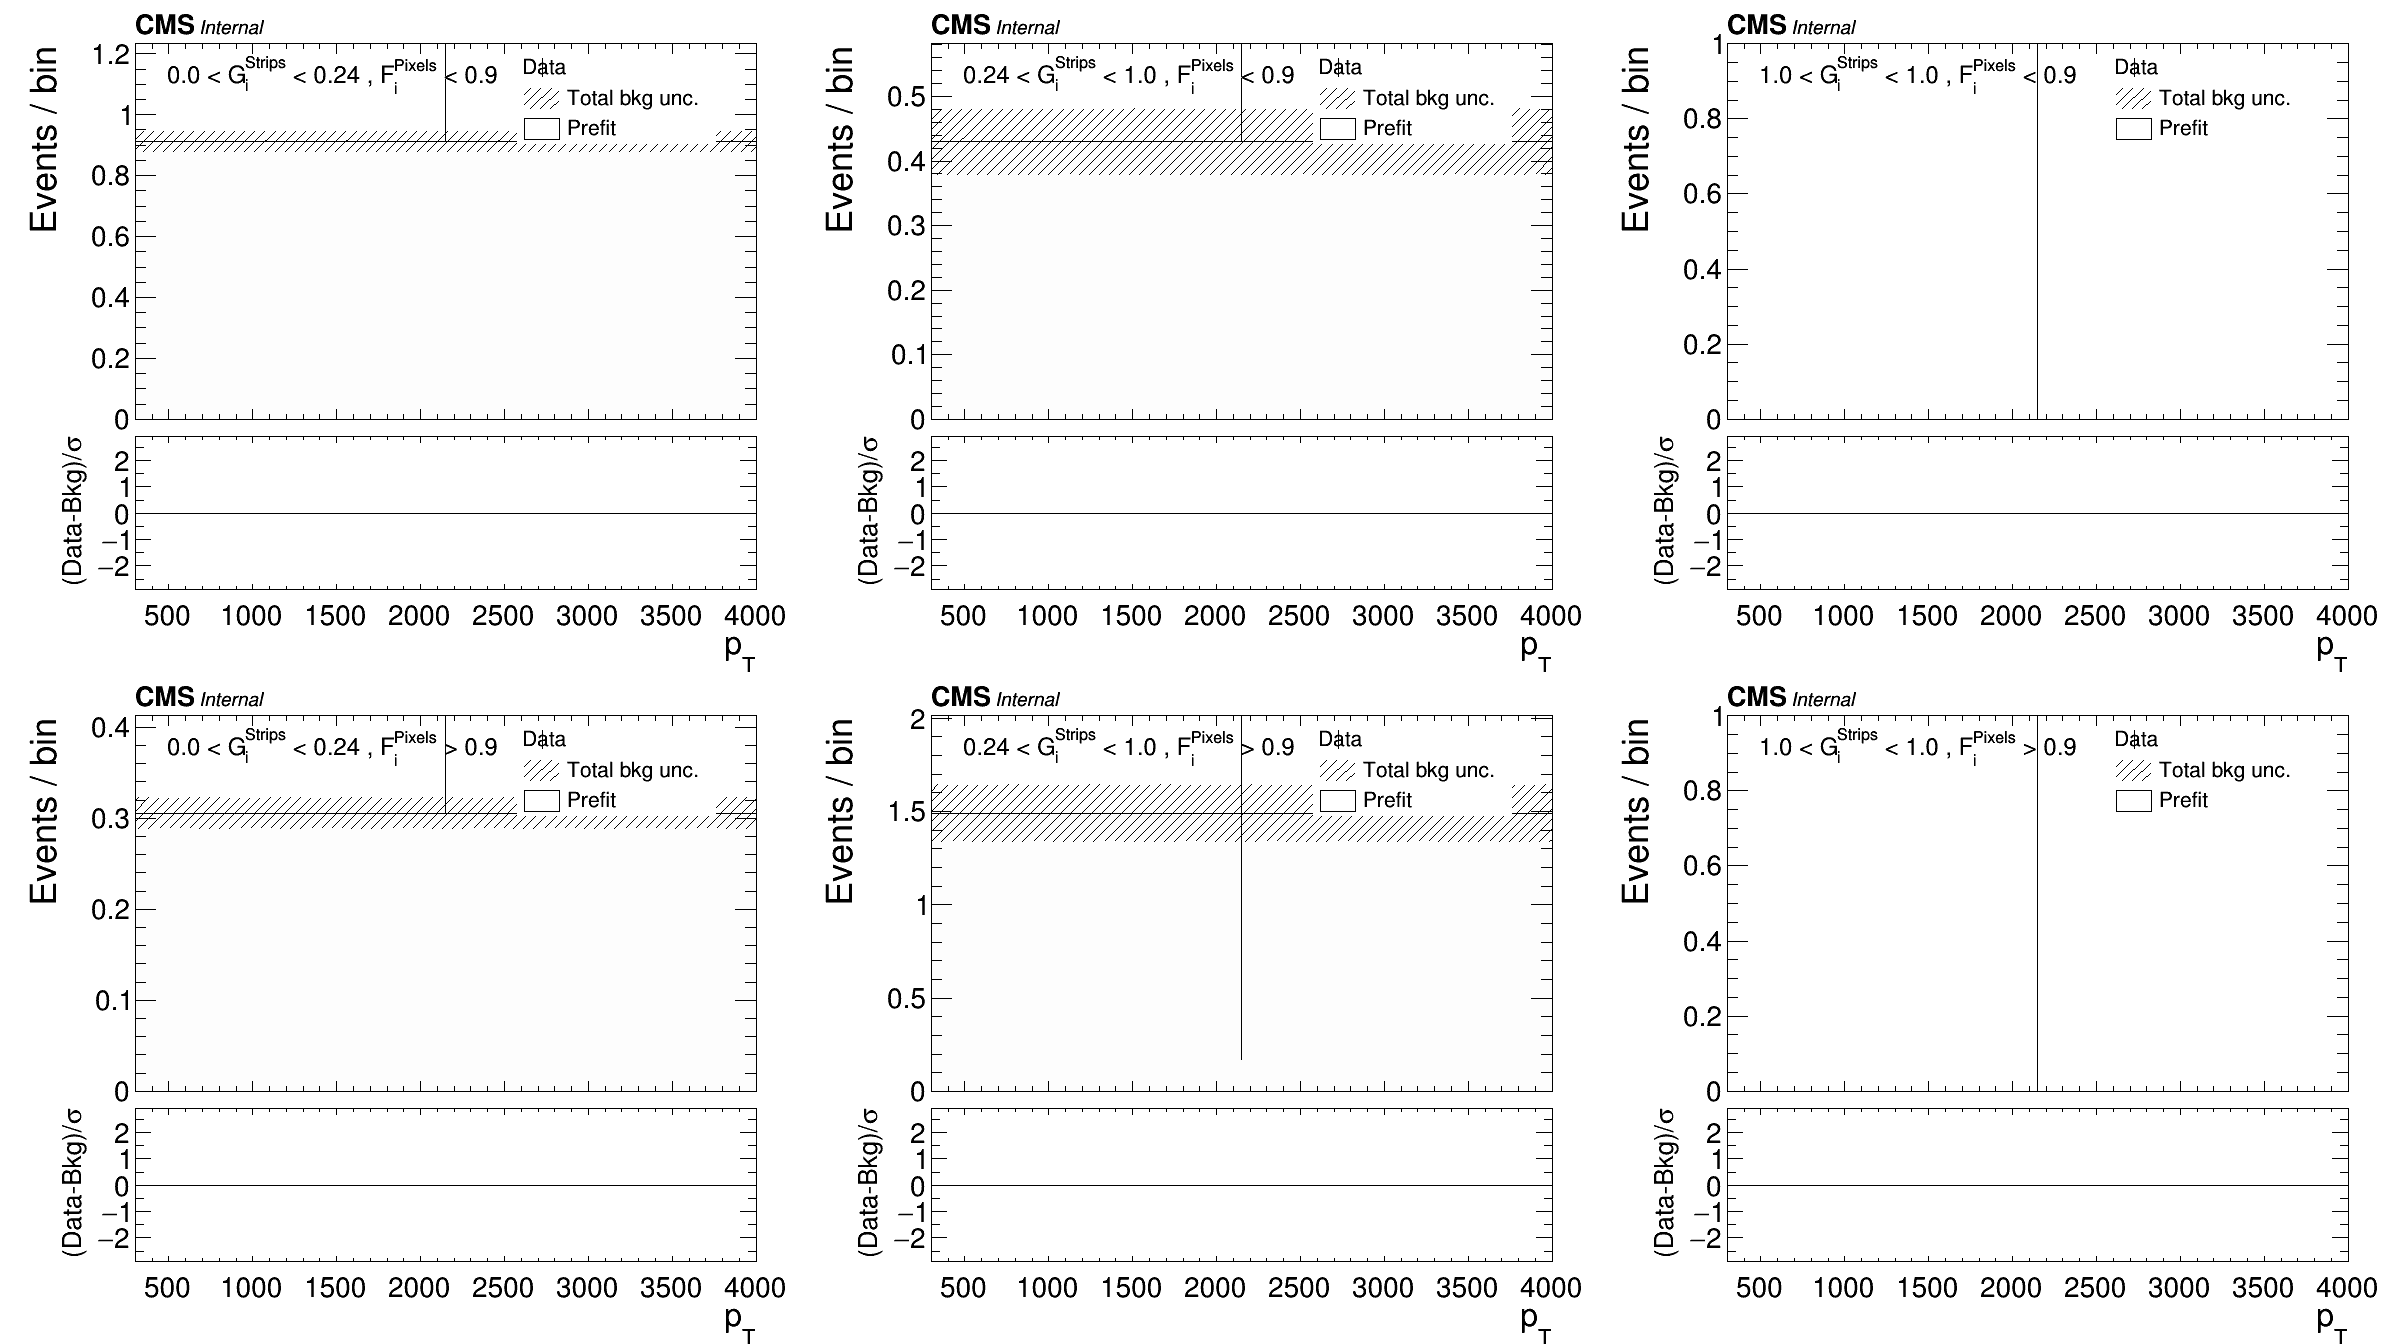 CMS Internal
Events / bin
1.2
1
0.8
0.6
0.4
0.2
0
0.0 < G_i^Strips < 0.24 , F_i^Pixels < 0.9
Data
Total bkg unc.
Prefit
(Data-Bkg)/σ
2
1
0
−1
−2
500 1000 1500 2000 2500 3000 3500 4000
p_T
CMS Internal
Events / bin
0.5
0.4
0.3
0.2
0.1
0
0.24 < G_i^Strips < 1.0 , F_i^Pixels < 0.9
Data
Total bkg unc.
Prefit
(Data-Bkg)/σ
2
1
0
−1
−2
500 1000 1500 2000 2500 3000 3500 4000
p_T
CMS Internal
Events / bin
1
0.8
0.6
0.4
0.2
0
1.0 < G_i^Strips < 1.0 , F_i^Pixels < 0.9
Data
Total bkg unc.
Prefit
(Data-Bkg)/σ
2
1
0
−1
−2
500 1000 1500 2000 2500 3000 3500 4000
p_T
CMS Internal
Events / bin
0.4
0.3
0.2
0.1
0
0.0 < G_i^Strips < 0.24 , F_i^Pixels > 0.9
Data
Total bkg unc.
Prefit
(Data-Bkg)/σ
2
1
0
−1
−2
500 1000 1500 2000 2500 3000 3500 4000
p_T
CMS Internal
Events / bin
2
1.5
1
0.5
0
0.24 < G_i^Strips < 1.0 , F_i^Pixels > 0.9
Data
Total bkg unc.
Prefit
(Data-Bkg)/σ
2
1
0
−1
−2
500 1000 1500 2000 2500 3000 3500 4000
p_T
CMS Internal
Events / bin
1
0.8
0.6
0.4
0.2
0
1.0 < G_i^Strips < 1.0 , F_i^Pixels > 0.9
Data
Total bkg unc.
Prefit
(Data-Bkg)/σ
2
1
0
−1
−2
500 1000 1500 2000 2500 3000 3500 4000
p_T